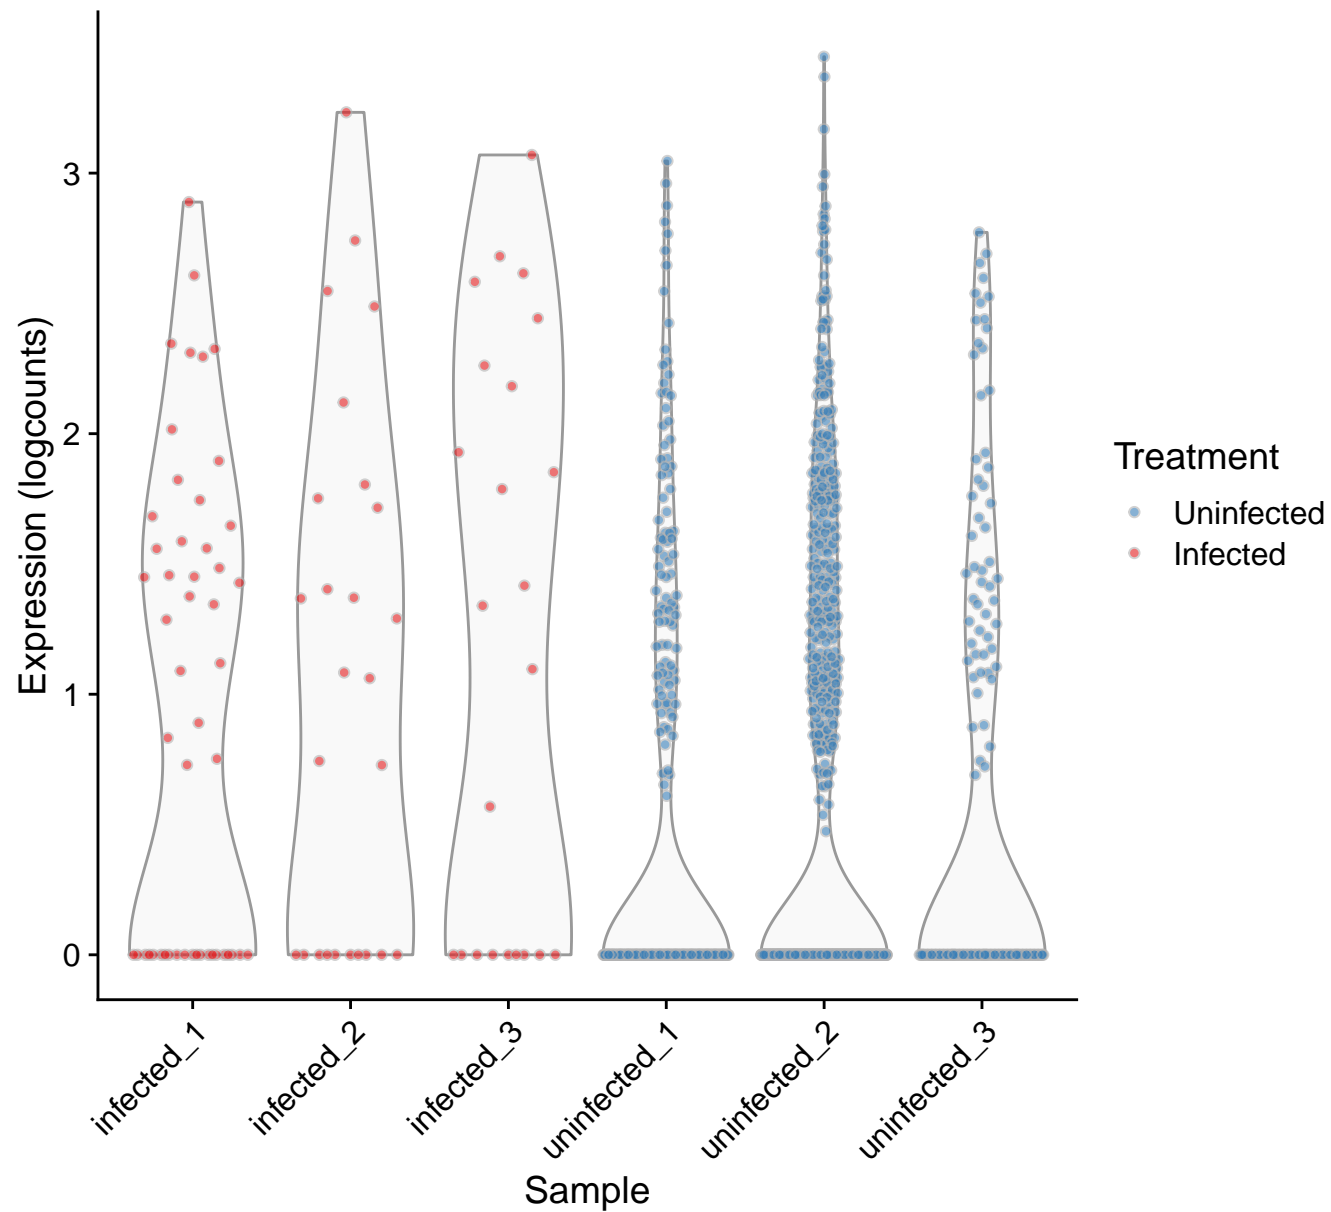 Expression (logcounts)
3
2
1
0
infected_1
infected_2
infected_3
uninfected_1
uninfected_2
uninfected_3
Sample
Treatment
Uninfected
Infected